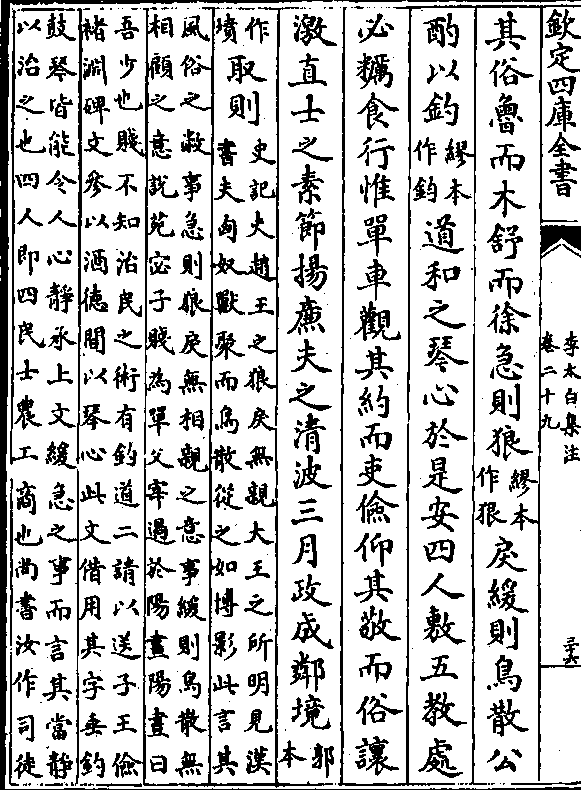 欽定四庫全書
李太白集注
卷二十九
三十六
其俗魯而木舒而徐急則狼繆本作狠戾緩則鳥散公
酌以釣繆本作鈞道和之琴心於是安四人敷五教處
必糲食行惟單車觀其約而吏儉仰其敬而俗讓
激直士之素節揚廉夫之清波三月政成鄰境郭本
作墳取則史記夫趙王之狼戾無親大王之所明見漢書夫匈奴獸聚而鳥散從之如博影此言其
風俗之敝事急則狼戾無相親之意事緩則鳥散無相顧之意説苑宓子賤為單父宰過於陽晝陽晝曰
吾少也賤不知治民之術有釣道二請以送子王儉褚淵碑文參以酒徳間以琴心此文借用其字垂釣
鼓琴皆能令人心靜承上文緩急之事而言其當靜以治之也四人即四民士農工商也尚書汝作司徒